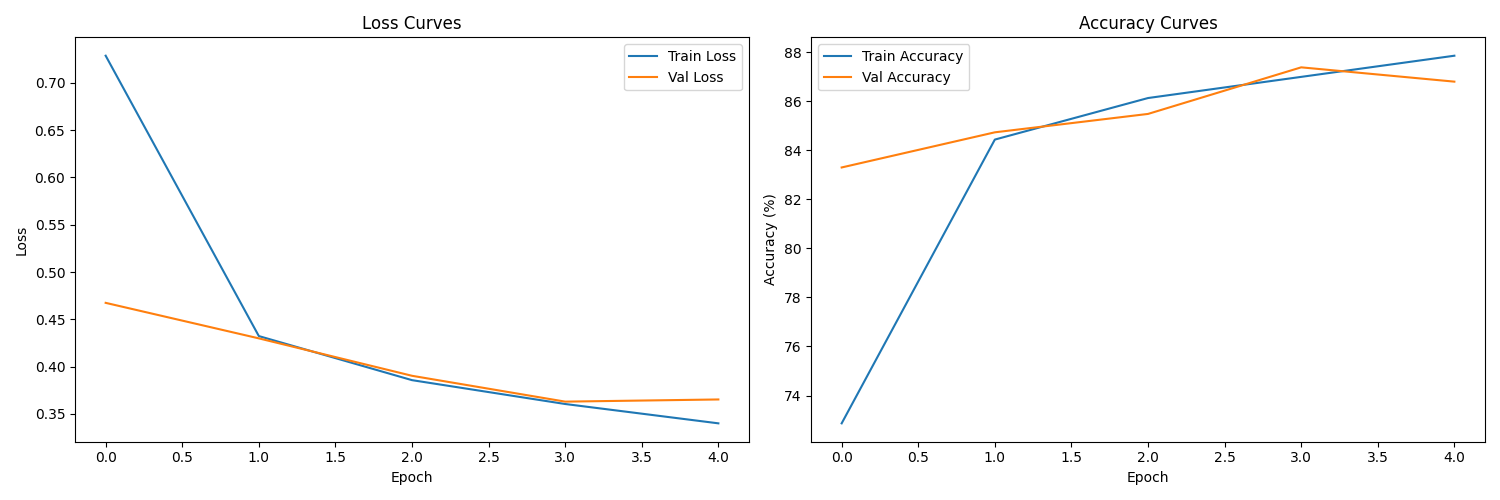 Loss Curves
Train Loss
Val Loss
0.70
0.65
0.60
0.55
0.50
0.45
0.40
0.35
Loss
0.0 0.5 1.0 1.5 2.0 2.5 3.0 3.5 4.0
Epoch
Accuracy Curves
Train Accuracy
Val Accuracy
88
86
84
82
80
78
76
74
Accuracy (%)
0.0 0.5 1.0 1.5 2.0 2.5 3.0 3.5 4.0
Epoch